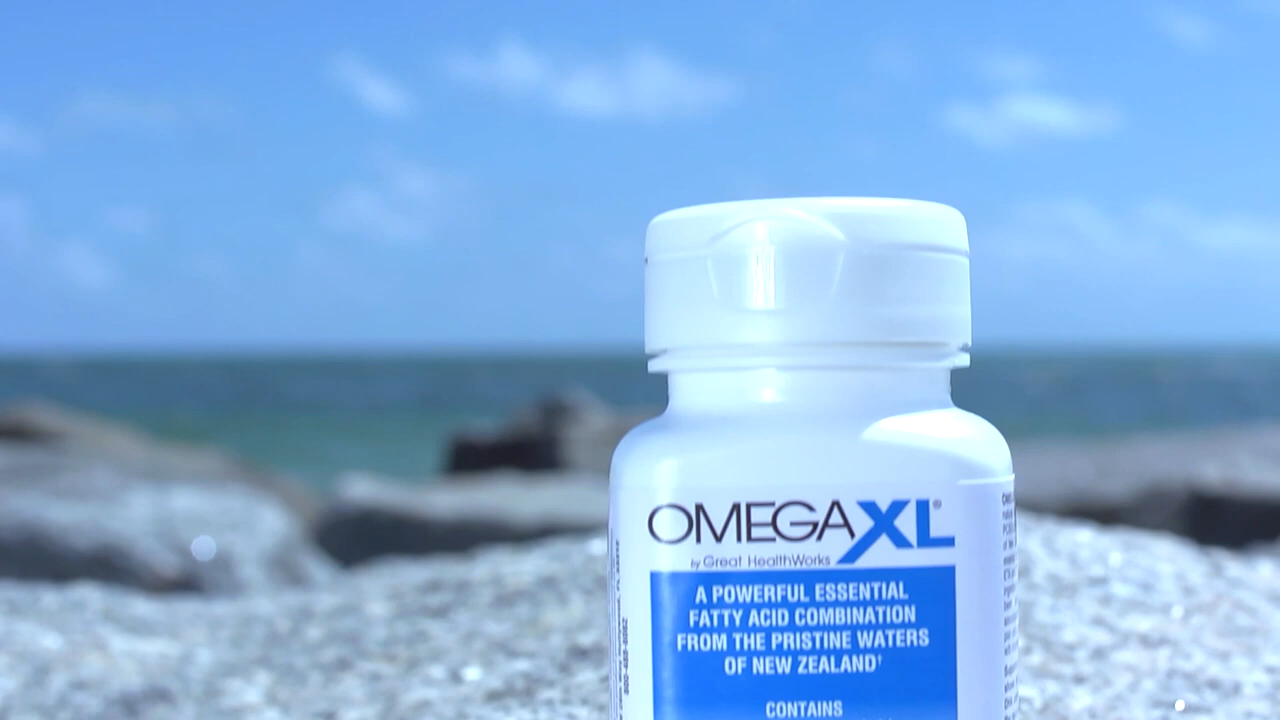 OMEGAXL®
by Great HealthWorks
A POWERFUL ESSENTIAL
FATTY ACID COMBINATION
FROM THE PRISTINE WATERS
OF NEW ZEALAND†
CONTAINS